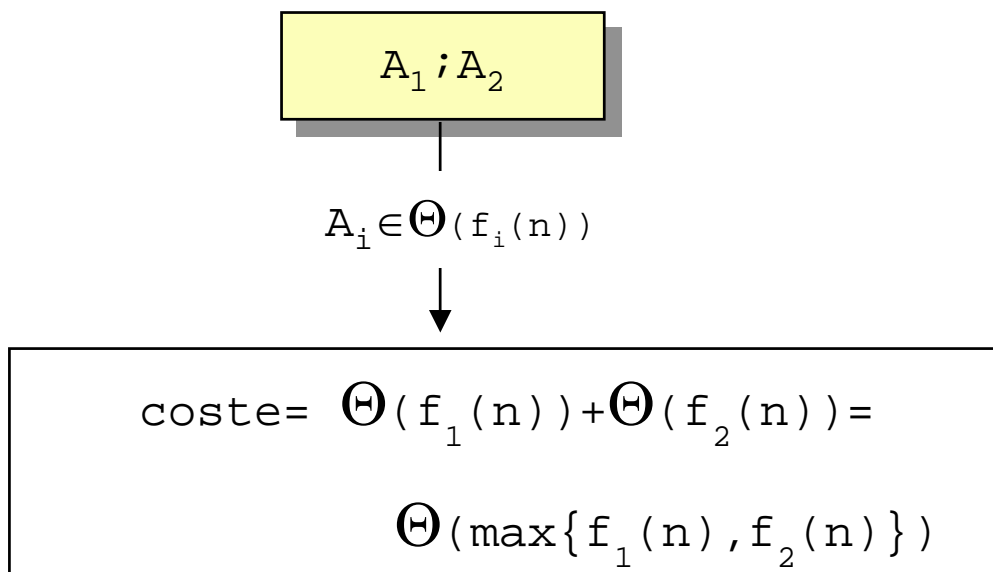 A₁;A₂
Aᵢ∈Θ(fᵢ(n))
coste= Θ(f₁(n))+Θ(f₂(n))=
Θ(max{f₁(n),f₂(n)})